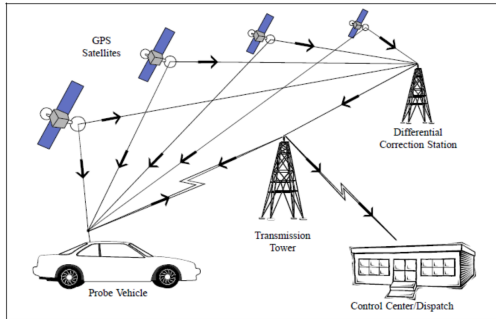 GPS
Satellites
Differential
Correction Station
Transmission
Tower
Probe Vehicle
Control Center/Dispatch